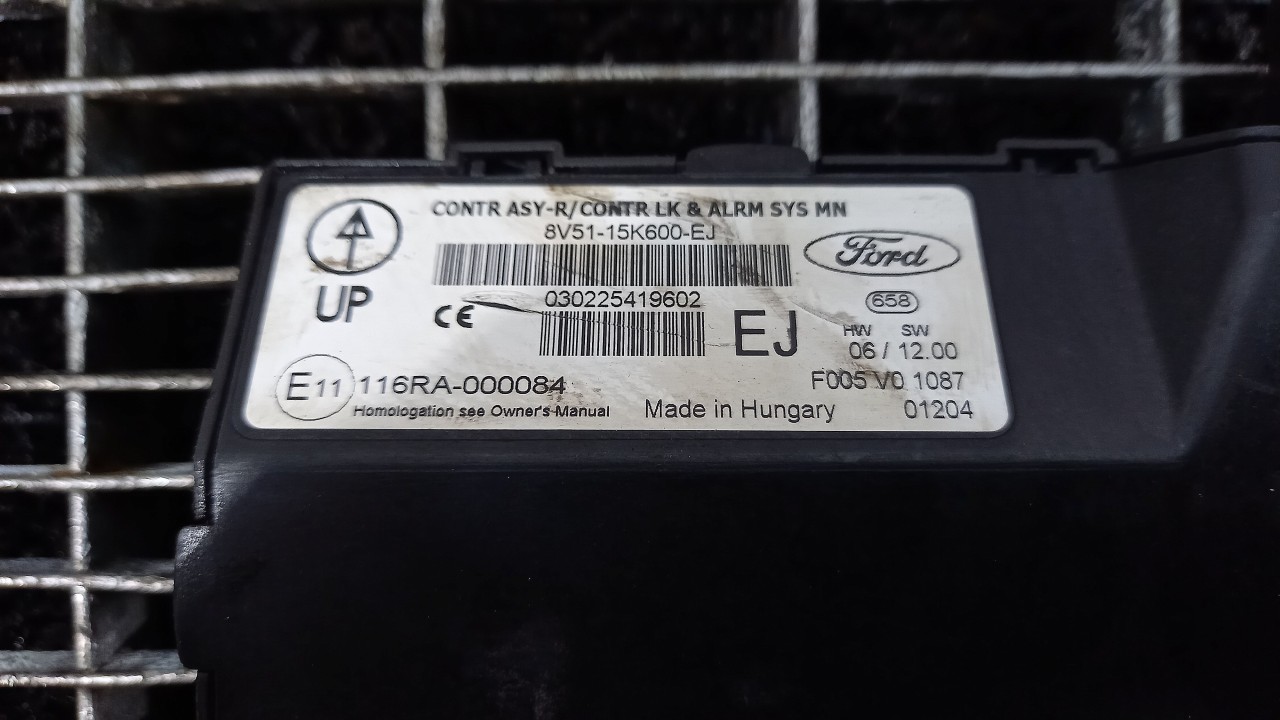 CONTR ASY-R/CONTR LK & ALRM SYS MN
8V51-15K600-EJ
Ford
UP
CE
030225419602
EJ
658
HW SW
06 / 12.00
E11 116RA-000084
F005 V0 1087
Homologation see Owner's Manual
Made in Hungary
01204